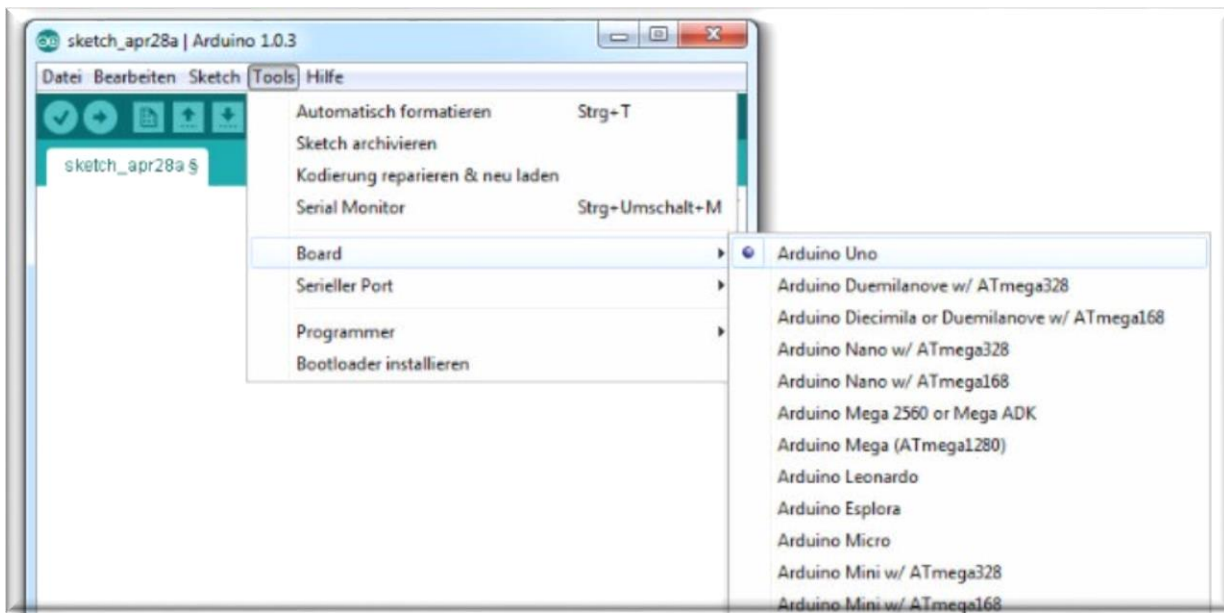 sketch_apr28a | Arduino 1.0.3
Datei Bearbeiten Sketch Tools Hilfe
Automatisch formatieren Strg+T
sketch_apr28a §
Sketch archivieren
Kodierung reparieren & neu laden
Serial Monitor Strg+Umschalt+M
Board
Serieller Port
Programmer
Bootloader installieren
Arduino Uno
Arduino Duemilanove w/ ATmega328
Arduino Diecimila or Duemilanove w/ ATmega168
Arduino Nano w/ ATmega328
Arduino Nano w/ ATmega168
Arduino Mega 2560 or Mega ADK
Arduino Mega (ATmega1280)
Arduino Leonardo
Arduino Esplora
Arduino Micro
Arduino Mini w/ ATmega328
Arduino Mini w/ ATmega168